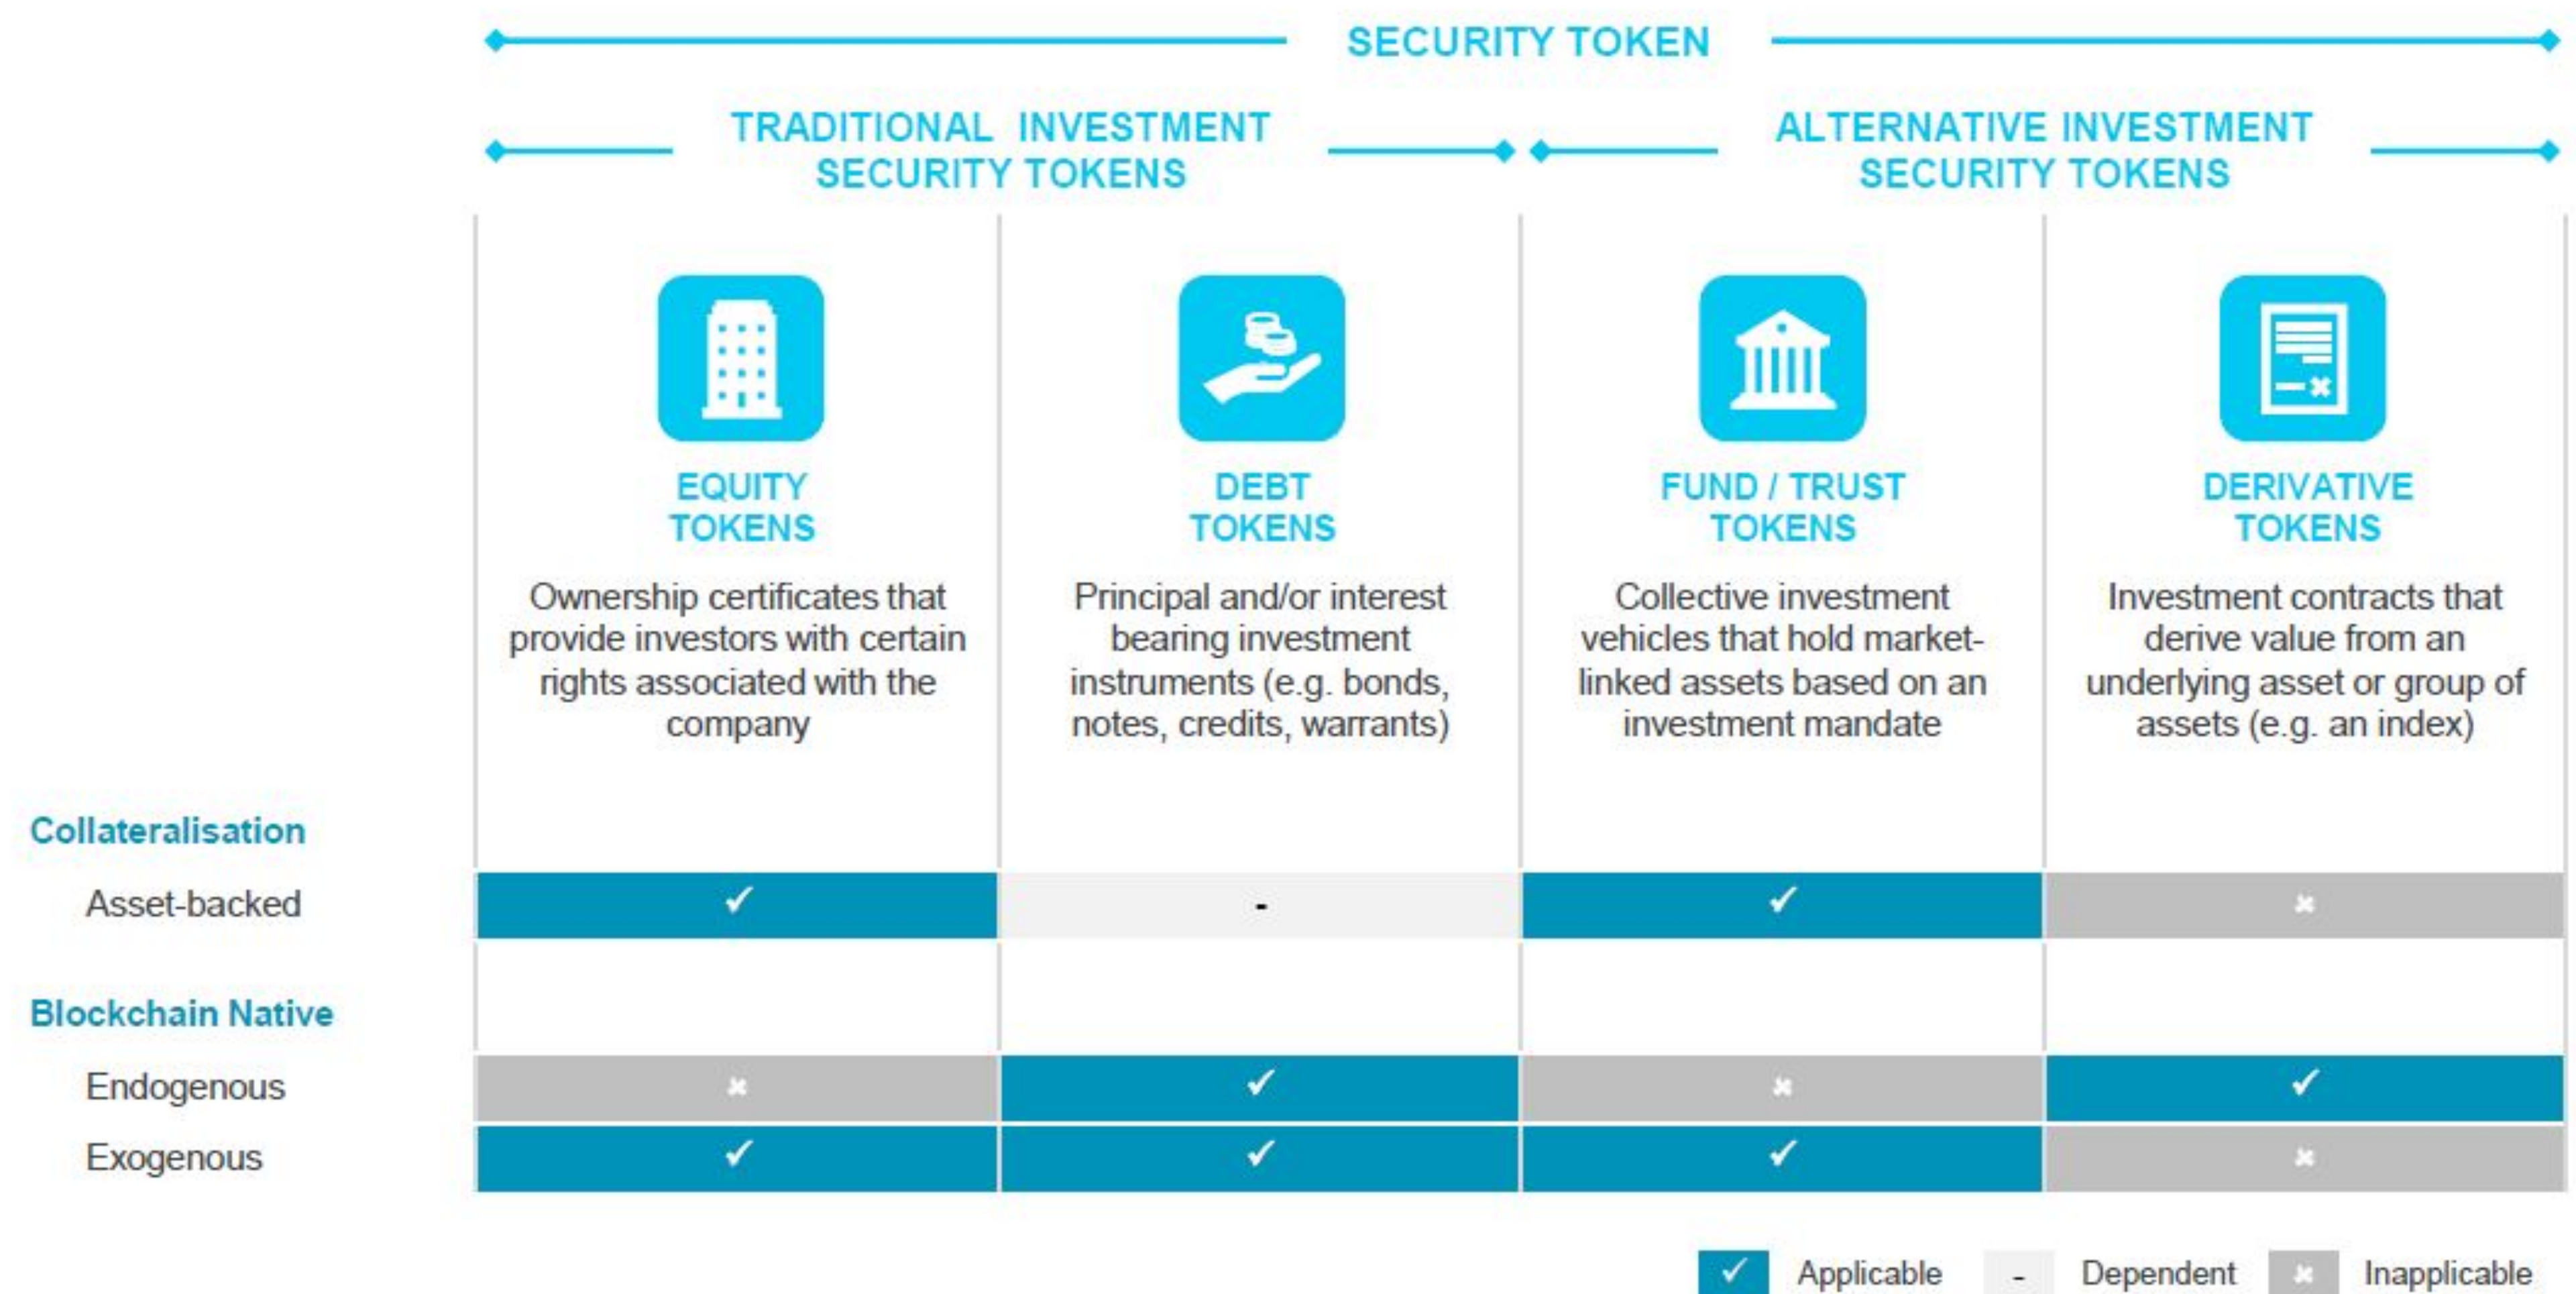 SECURITY TOKEN
TRADITIONAL INVESTMENT
SECURITY TOKENS
ALTERNATIVE INVESTMENT
SECURITY TOKENS
EQUITY
TOKENS
Ownership certificates that
provide investors with certain
rights associated with the
company
DEBT
TOKENS
Principal and/or interest
bearing investment
instruments (e.g. bonds,
notes, credits, warrants)
FUND / TRUST
TOKENS
Collective investment
vehicles that hold market-
linked assets based on an
investment mandate
DERIVATIVE
TOKENS
Investment contracts that
derive value from an
underlying asset or group of
assets (e.g. an index)
Collateralisation
Asset-backed ✓ - ✓ ✖
Blockchain Native
Endogenous ✖ ✓ ✖ ✓
Exogenous ✓ ✓ ✓ ✖
✓ Applicable - Dependent ✖ Inapplicable